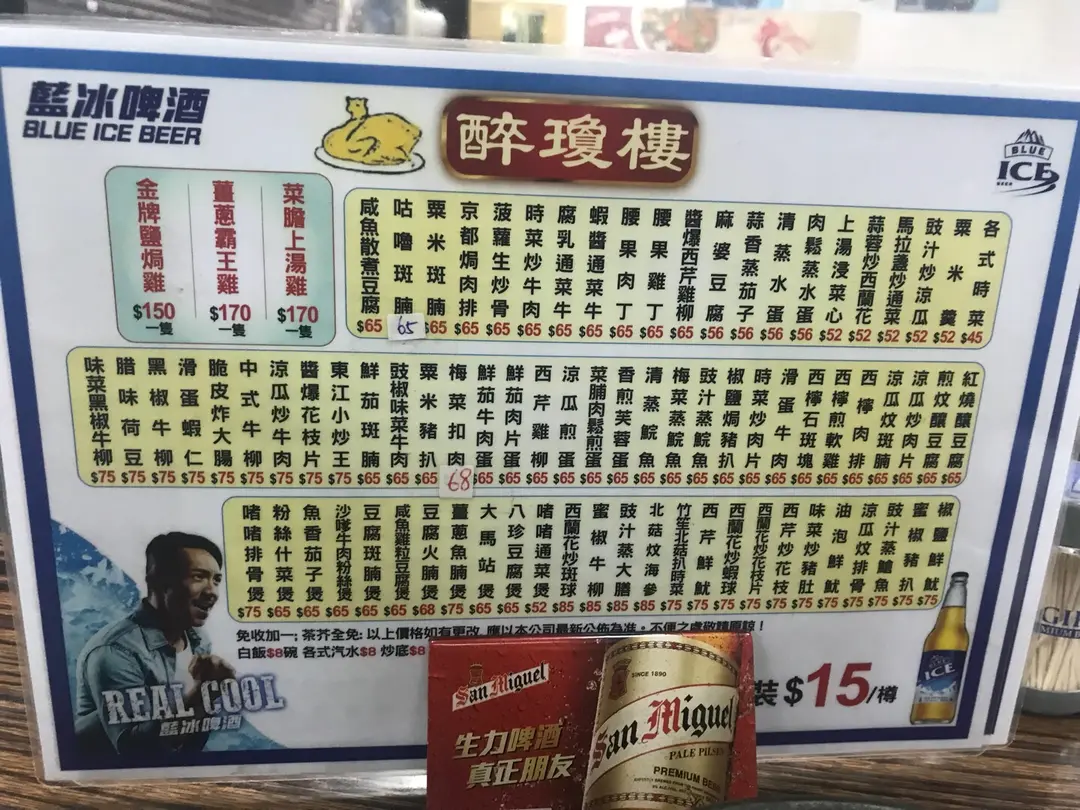 藍冰啤酒
BLUE ICE BEER
醉瓊樓
BLUE
ICE
BEER
菜膽上湯雞 $170 一隻
薑蔥霸王雞 $170 一隻
金牌鹽焗雞 $150 一隻
各式時菜 $45
粟米羹 $52
豉汁炒涼瓜 $52
馬拉盞炒通菜 $52
蒜蓉炒西蘭花 $52
上湯浸菜心 $52
肉鬆蒸水蛋 $56
清蒸水蛋 $56
蒜香蒸茄子 $56
麻婆豆腐 $56
醬爆西芹雞柳 $65
腰果雞丁 $65
腰果肉丁 $65
蝦醬通菜牛 $65
腐乳通菜牛 $65
時菜炒牛肉 $65
菠蘿生炒骨 $65
京都焗肉排 $65
粟米斑腩 $65
咕嚕斑腩 65
咸魚散煮豆腐 $65
紅燒釀豆腐 $65
煎炆釀豆腐 $65
涼瓜炒肉片 $65
涼瓜炆斑腩 $65
西檸肉排 $65
西檸煎軟雞 $65
西檸石斑塊 $65
滑蛋牛肉 $65
時菜炒肉片 $65
椒鹽焗豬扒 $65
豉汁蒸鯇魚 $65
梅菜蒸鯇魚 $65
清蒸鯇魚 $65
香煎芙蓉蛋 $65
菜脯肉鬆煎蛋 $65
涼瓜煎蛋 $65
西芹雞柳 $65
鮮茄肉片蛋 $65
鮮茄牛肉蛋 $65
梅菜扣肉 68
粟米豬扒 $65
豉椒味菜牛肉 $65
鮮茄斑腩 $65
東江小炒王 $75
醬爆花枝片 $75
涼瓜炒牛肉 $75
中式牛柳 $75
脆皮炸大腸 $75
滑蛋蝦仁 $75
黑椒牛柳 $75
腊味荷豆 $75
味菜黑椒牛柳 $75
椒鹽鮮魷 $75
蜜椒豬扒 $75
豉汁蒸鱠魚 $75
涼瓜炆排骨 $75
油泡鮮魷 $75
味菜炒豬肚 $75
西芹炒花枝 $75
西蘭花炒花枝片 $75
西蘭花炒蝦球 $75
西芹鮮魷 $75
竹笙北菇扒時菜 $75
北菇炆海參 $85
豉汁蒸大膳 $85
蜜椒牛柳 $85
西蘭花炒斑球 $85
啫啫通菜煲 $52
八珍豆腐煲 $65
大馬站煲 $65
薑蔥魚腩煲 $75
豆腐火腩煲 $68
咸魚雞粒豆腐煲 $65
豆腐斑腩煲 $65
沙嗲牛肉粉絲煲 $65
魚香茄子煲 $65
粉絲什菜煲 $65
啫啫排骨煲 $75
免收加一; 茶芥全免: 以上價格如有更改, 應以本公司最新公佈為准。不便之處敬請原諒！
白飯$8碗 各式汽水$8 炒底$8
裝 $15/樽
ICE
REAL COOL
藍冰啤酒
San Miguel
生力啤酒
真正朋友
SINCE 1890
San Miguel
PALE PILSEN
PREMIUM BEER